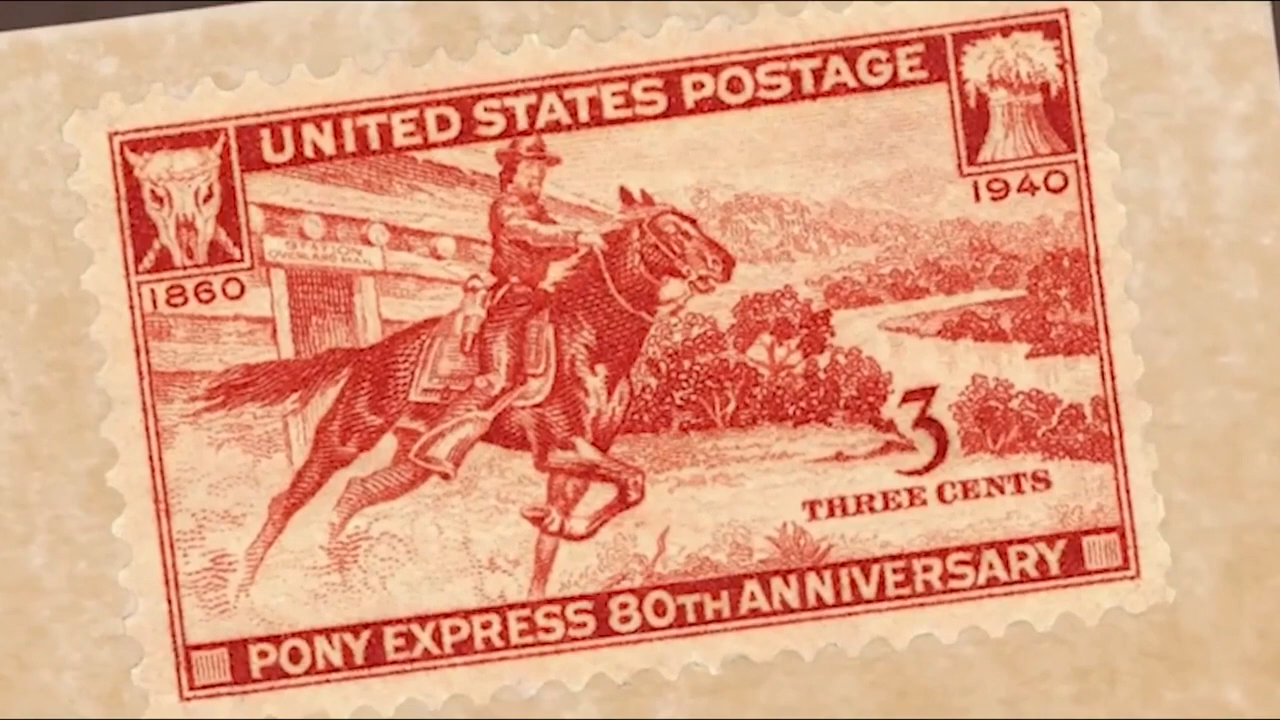 UNITED STATES POSTAGE
1940
1860
STATION
3
THREE CENTS
PONY EXPRESS 80TH ANNIVERSARY